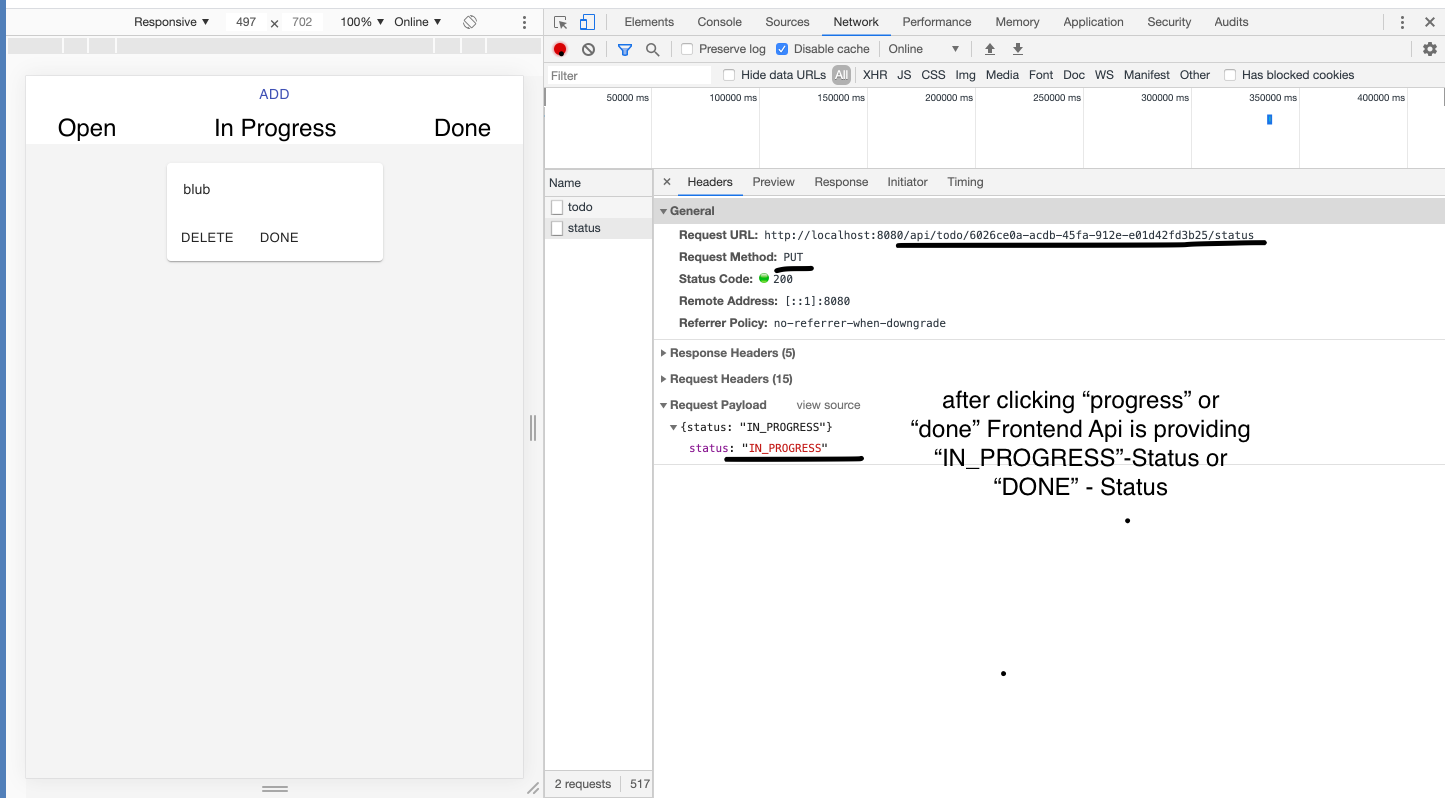 Responsive ▼ 497 × 702 100% ▼ Online ▼
Elements Console Sources Network Performance Memory Application Security Audits
Preserve log Disable cache Online ▼
Filter Hide data URLs All XHR JS CSS Img Media Font Doc WS Manifest Other Has blocked cookies
50000 ms 100000 ms 150000 ms 200000 ms 250000 ms 300000 ms 350000 ms 400000 ms
ADD
Open In Progress Done
blub
DELETE DONE
Name
todo
status
2 requests 517
× Headers Preview Response Initiator Timing
▼ General
Request URL: http://localhost:8080/api/todo/6026ce0a-acdb-45fa-912e-e01d42fd3b25/status
Request Method: PUT
Status Code: 200
Remote Address: [::1]:8080
Referrer Policy: no-referrer-when-downgrade
Response Headers (5)
Request Headers (15)
▼ Request Payload view source
▼ {status: "IN_PROGRESS"}
status: "IN_PROGRESS"
after clicking “progress” or
“done” Frontend Api is providing
“IN_PROGRESS”-Status or
“DONE” - Status